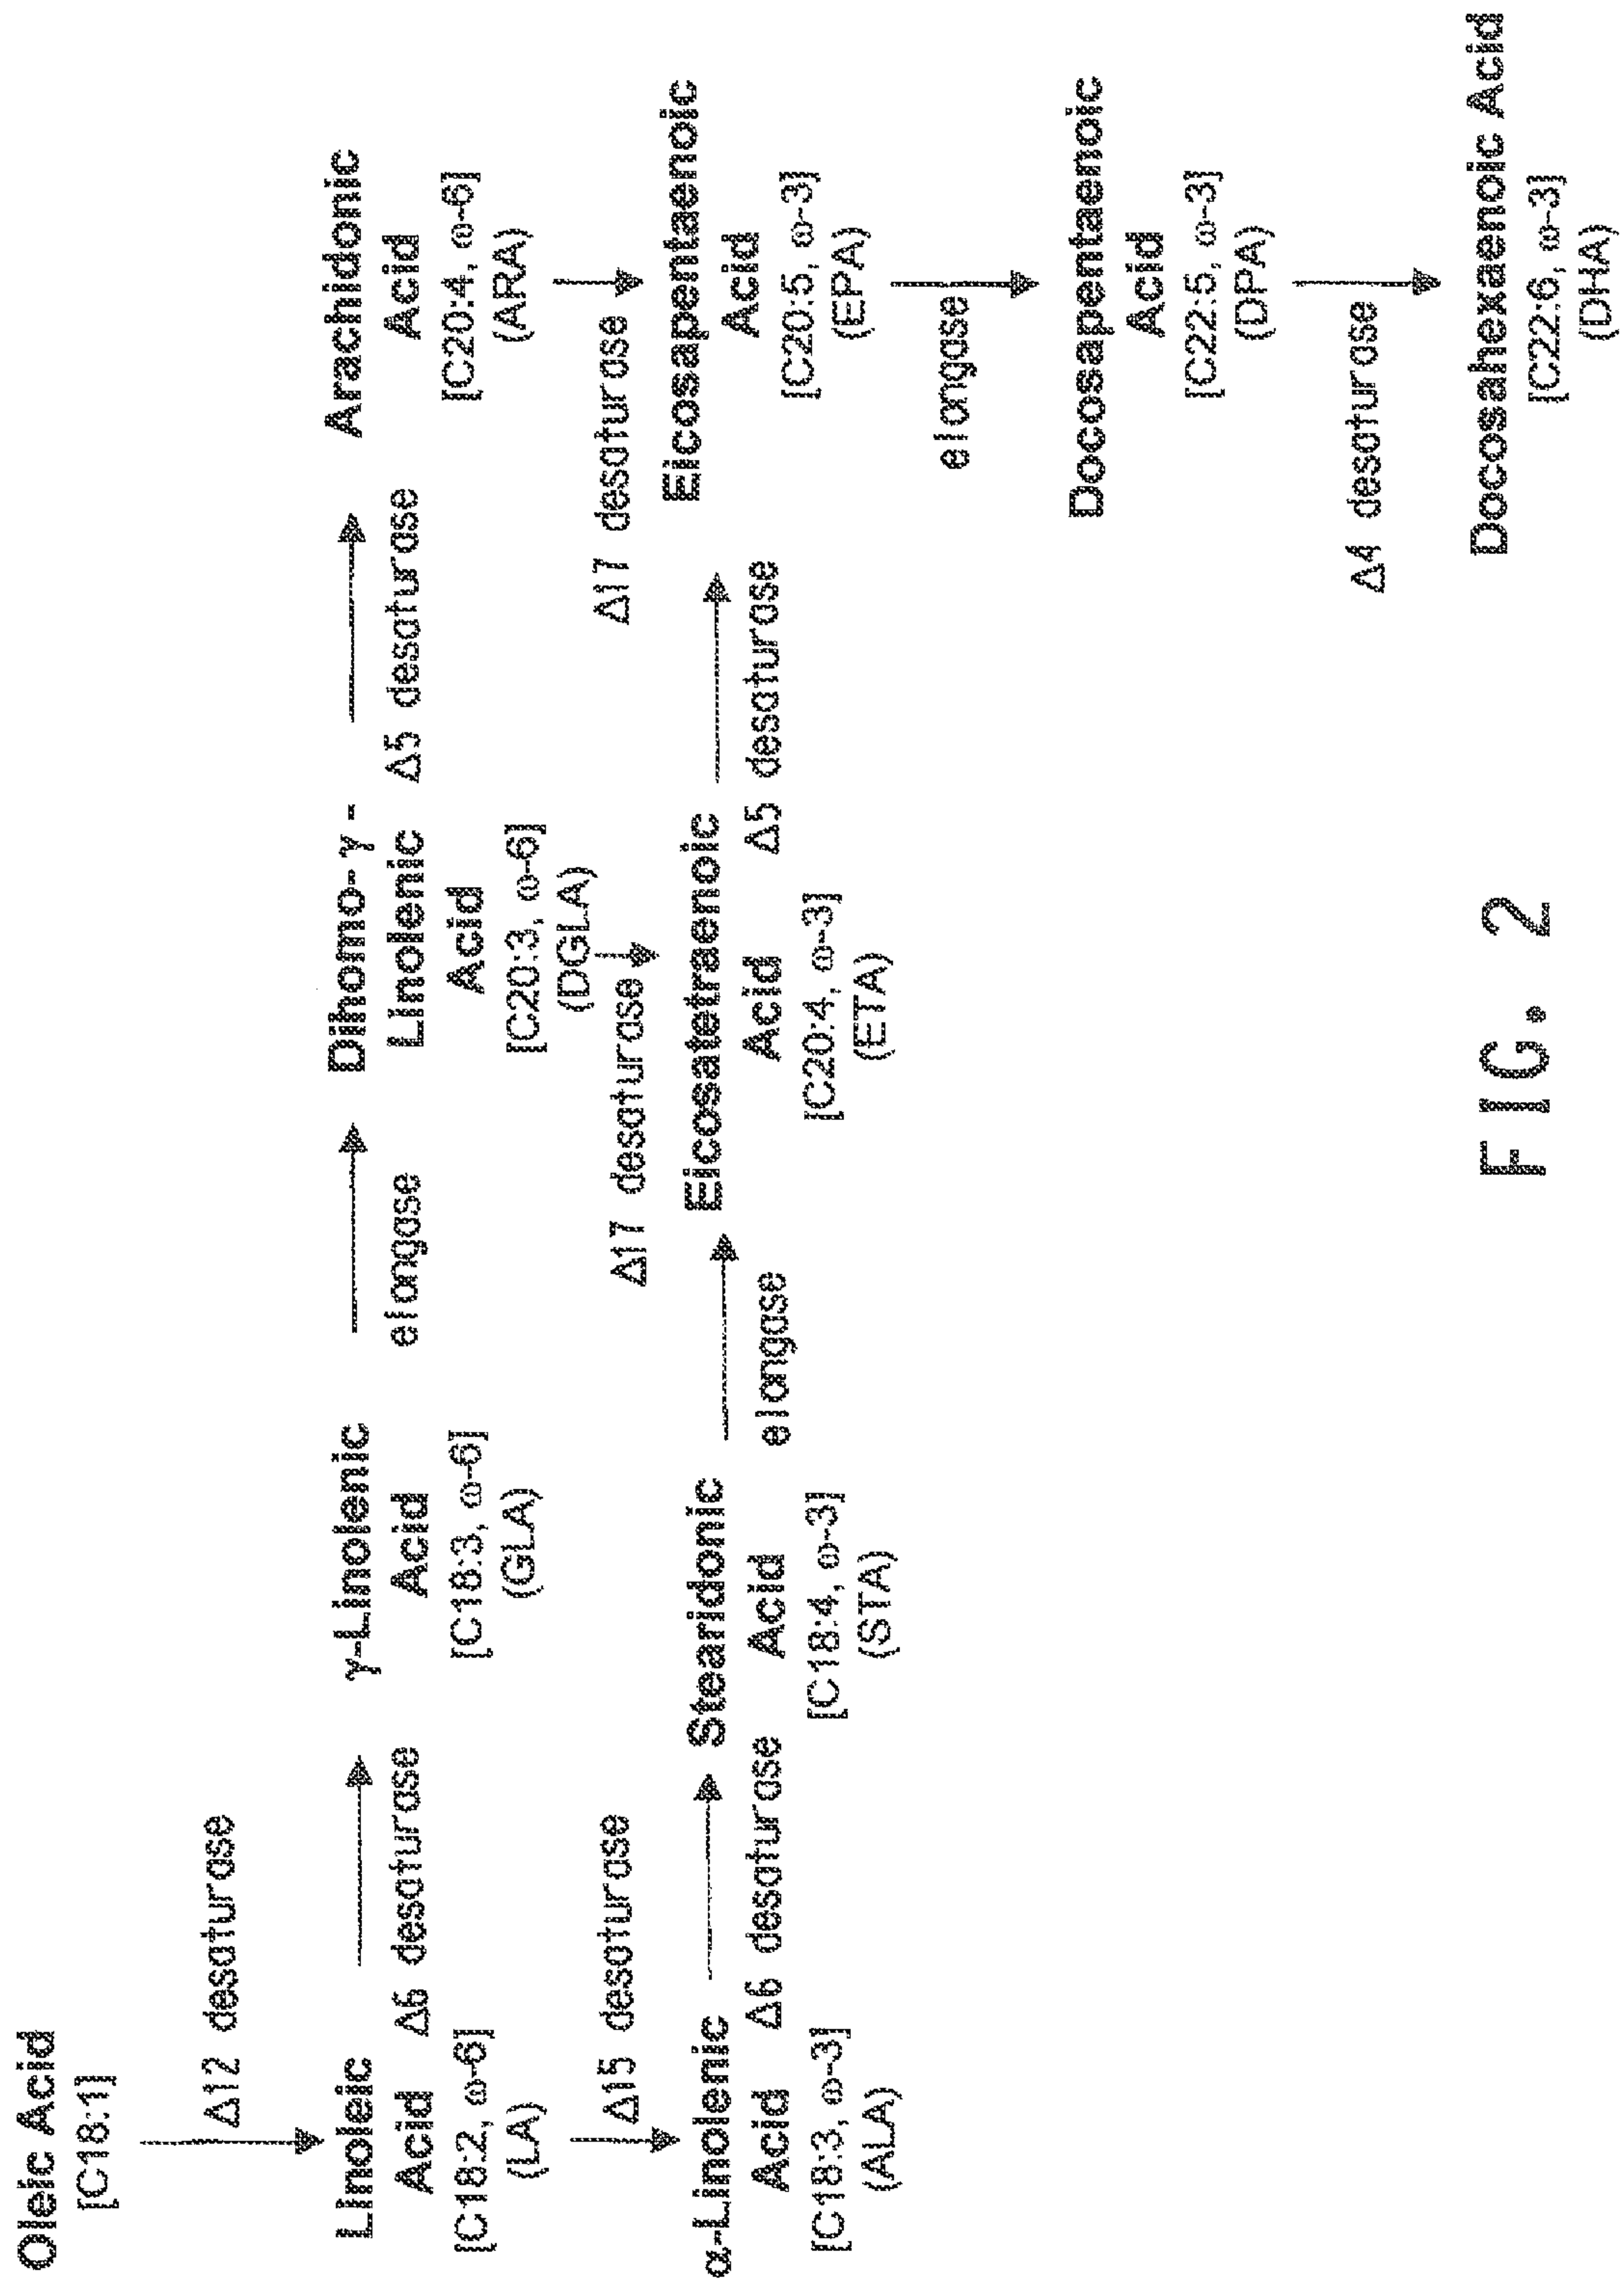 Oleic Acid
[C18:1]
Δ12 desaturase
Linoleic
Acid
[C18:2, ω-6]
(LA)
Δ6 desaturase
γ-Linolenic
Acid
[C18:3, ω-6]
(GLA)
elongase
Dihomo-γ-
Linolenic
Acid
[C20:3, ω-6]
(DGLA)
Δ5 desaturase
Arachidonic
Acid
[C20:4, ω-6]
(ARA)
Δ15 desaturase
Δ17 desaturase
Δ17 desaturase
α-Linolenic
Acid
[C18:3, ω-3]
(ALA)
Δ6 desaturase
Stearidonic
Acid
[C18:4, ω-3]
(STA)
elongase
Eicosatetraenoic
Acid
[C20:4, ω-3]
(ETA)
Δ5 desaturase
Eicosapentaenoic
Acid
[C20:5, ω-3]
(EPA)
elongase
Docosapentaenoic
Acid
[C22:5, ω-3]
(DPA)
Δ4 desaturase
Docosahexaenoic Acid
[C22:6, ω-3]
(DHA)
FIG. 2